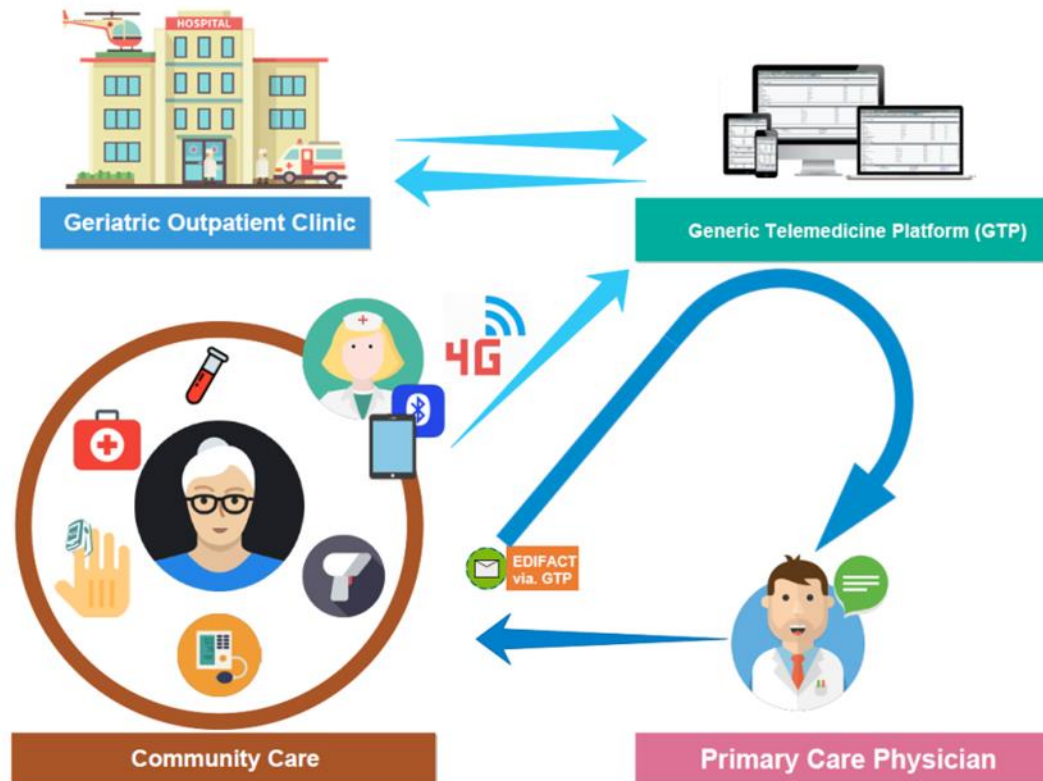 HOSPITAL
Geriatric Outpatient Clinic
Generic Telemedicine Platform (GTP)
4G
EDIFACT
via. GTP
Community Care
Primary Care Physician